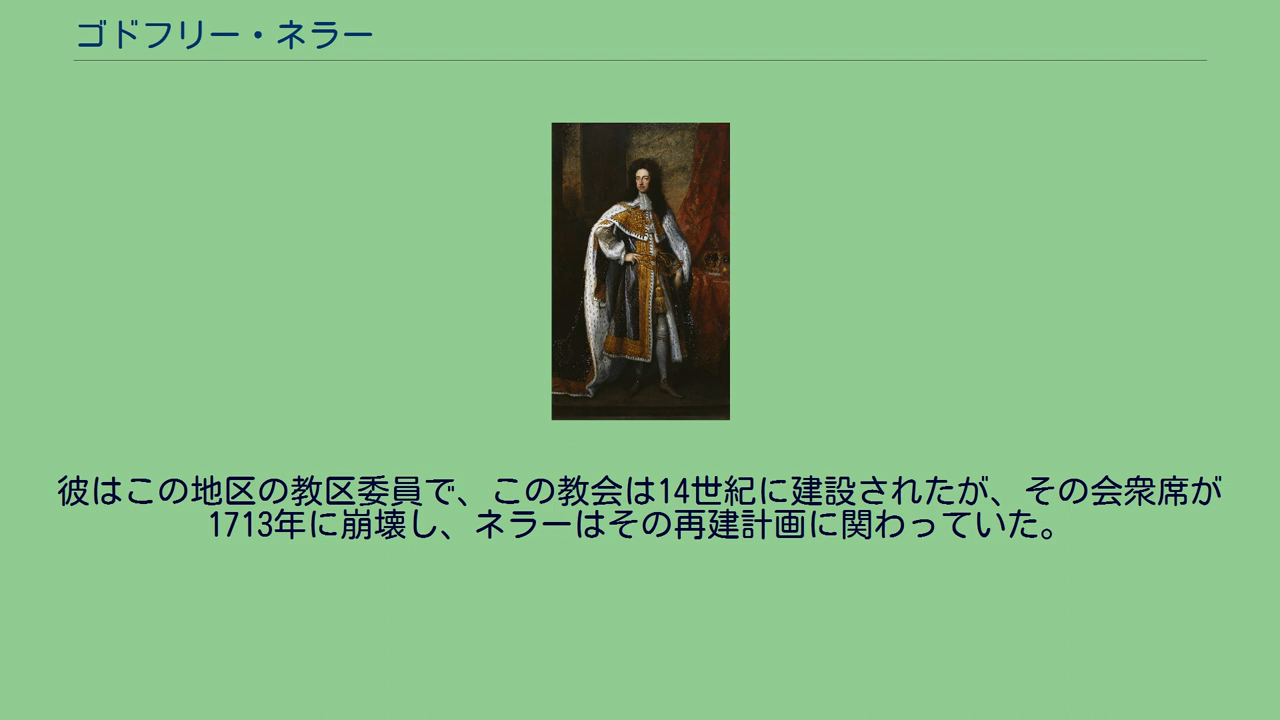 ゴドフリー・ネラー
彼はこの地区の教区委員で、この教会は14世紀に建設されたが、その会衆席が
1713年に崩壊し、ネラーはその再建計画に関わっていた。